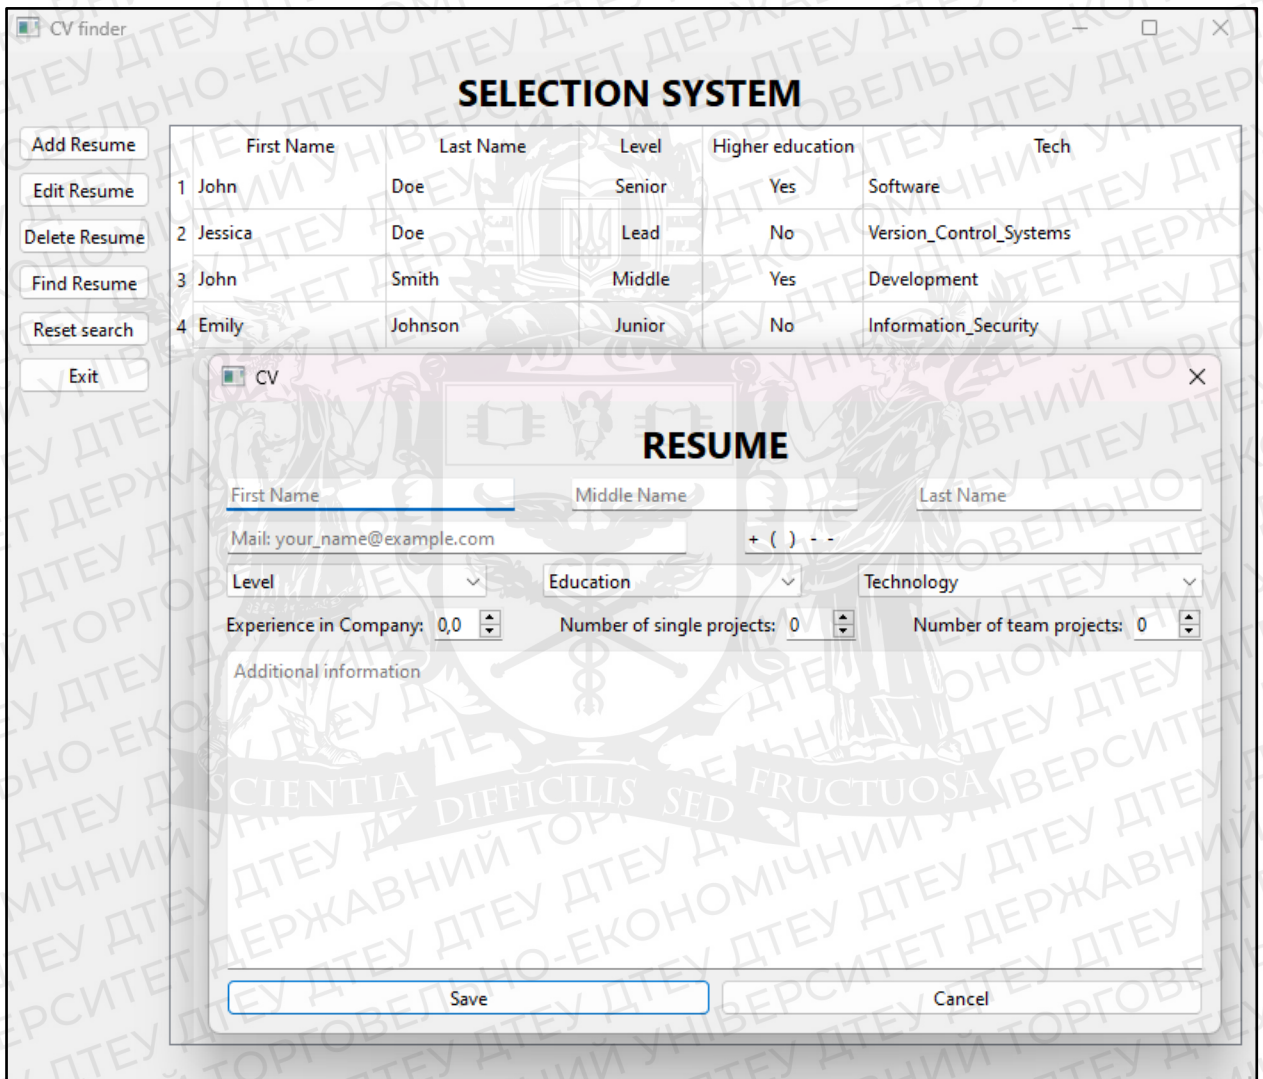 CV finder
SELECTION SYSTEM
Add Resume
Edit Resume
Delete Resume
Find Resume
Reset search
Exit
First Name Last Name Level Higher education Tech
1 John Doe Senior Yes Software
2 Jessica Doe Lead No Version_Control_Systems
3 John Smith Middle Yes Development
4 Emily Johnson Junior No Information_Security
CV
RESUME
First Name Middle Name Last Name
Mail: your_name@example.com + ( ) - -
Level Education Technology
Experience in Company: 0,0 Number of single projects: 0 Number of team projects: 0
Additional information
SCIENTIA DIFFICILIS SED FRUCTUOSA
Save Cancel